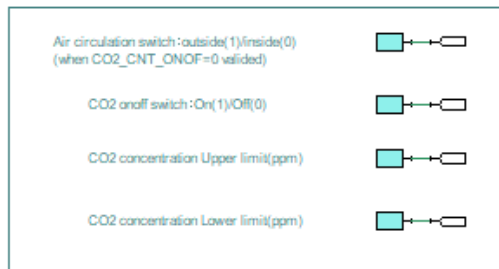 Air circulation switch:outside(1)/inside(0)
(when CO2_CNT_ONOF=0 valided)
CO2 onoff switch:On(1)/Off(0)
CO2 concentration Upper limit(ppm)
CO2 concentration Lower limit(ppm)